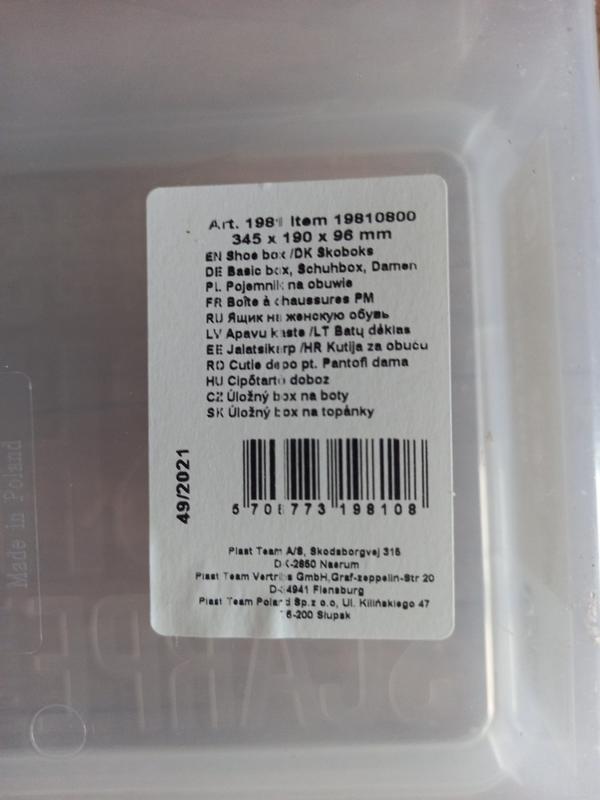 Art. 1981 Item 19810800
345 x 190 x 96 mm
EN Shoe box /DK Skoboks
DE Basic box, Schuhbox, Damen
PL Pojemnik na obuwie
FR Boîte à chaussures PM
RU Ящик на женскую обувь
LV Apavu kaste /LT Batų dėklas
EE Jalatsikarp /HR Kutija za obuću
RO Cutie depo pt. Pantofi dama
HU Cipőtartó doboz
CZ Úložný box na boty
SK Úložný box na topánky
49/2021
5 706773 198108
Plast Team A/S, Skodsborgvej 315
DK-2850 Naerum
Plast Team Vertriebs GmbH,Graf-zeppelin-Str 20
D-24941 Flensburg
Plast Team Poland Sp.z o.o, Ul. Kilińskiego 47
Słupsk
Made in Poland
SCARPE